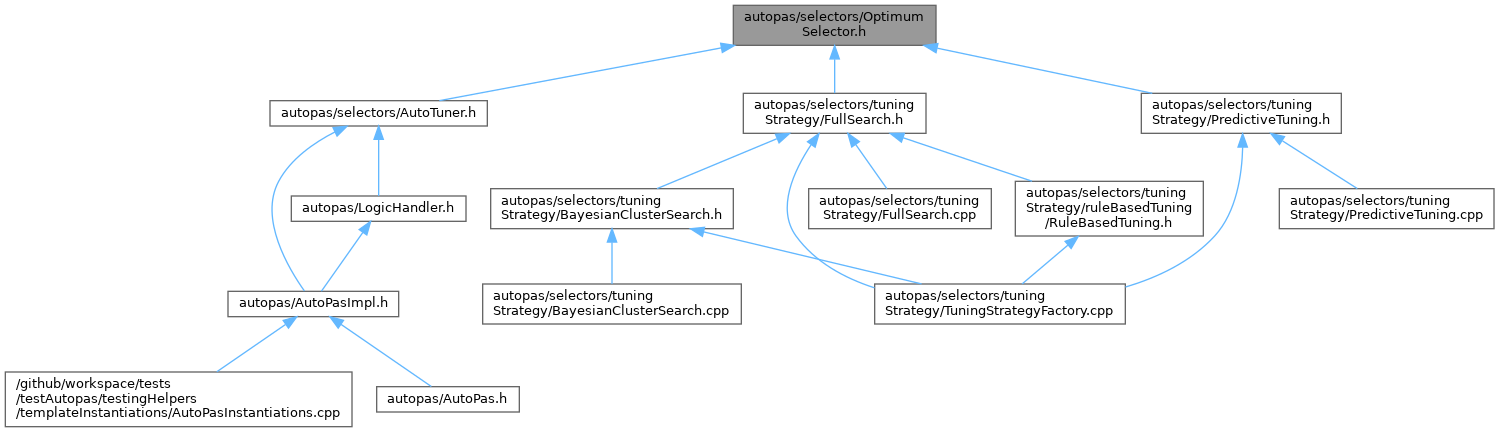 autopas/selectors/Optimum
Selector.h
autopas/selectors/AutoTuner.h
autopas/selectors/tuning
Strategy/FullSearch.h
autopas/selectors/tuning
Strategy/PredictiveTuning.h
autopas/LogicHandler.h
autopas/selectors/tuning
Strategy/BayesianClusterSearch.h
autopas/selectors/tuning
Strategy/FullSearch.cpp
autopas/selectors/tuning
Strategy/ruleBasedTuning
/RuleBasedTuning.h
autopas/selectors/tuning
Strategy/PredictiveTuning.cpp
autopas/AutoPasImpl.h
autopas/selectors/tuning
Strategy/BayesianClusterSearch.cpp
autopas/selectors/tuning
Strategy/TuningStrategyFactory.cpp
/github/workspace/tests
/testAutopas/testingHelpers
/templateInstantiations/AutoPasInstantiations.cpp
autopas/AutoPas.h